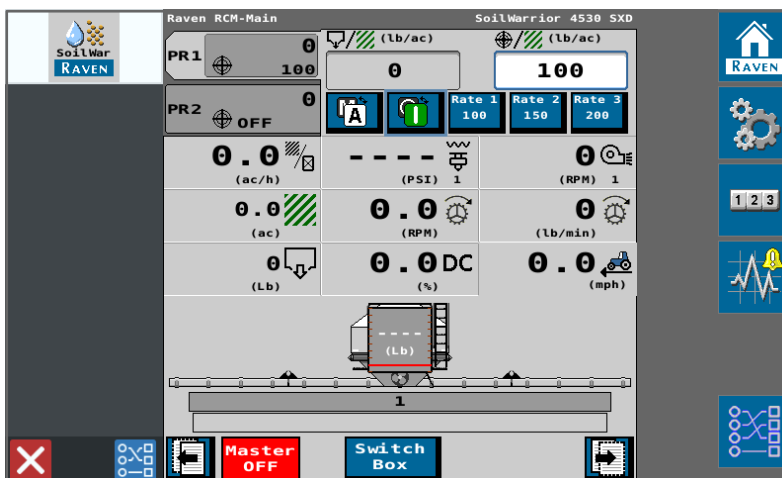 Raven RCM-Main SoilWarrior 4530 SXD
SoilWar
RAVEN
PR1 0
100
(lb/ac) (lb/ac)
0 100
PR2 0
OFF
A I
Rate 1 Rate 2 Rate 3
100 150 200
0.0 ---- 0
(ac/h) (PSI) 1 (RPM) 1
0.0 0.0 0
(ac) (RPM) (lb/min)
0 0.0 DC 0.0
(Lb) (%) (mph)
----
(Lb)
1
Master
OFF
Switch
Box
RAVEN
1 2 3